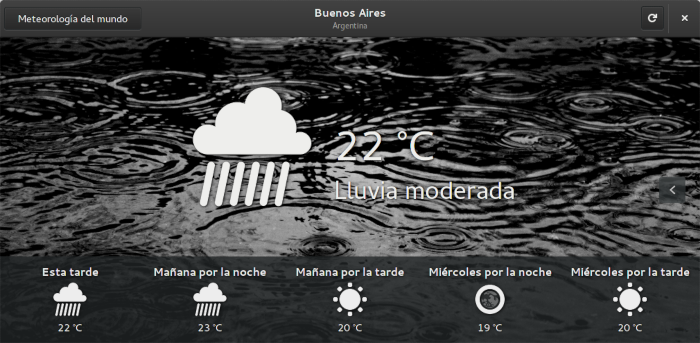 Meteorología del mundo
Buenos Aires
Argentina
22 °C
Lluvia moderada
Esta tarde
Mañana por la noche
Mañana por la tarde
Miércoles por la noche
Miércoles por la tarde
22 °C
23 °C
20 °C
19 °C
20 °C